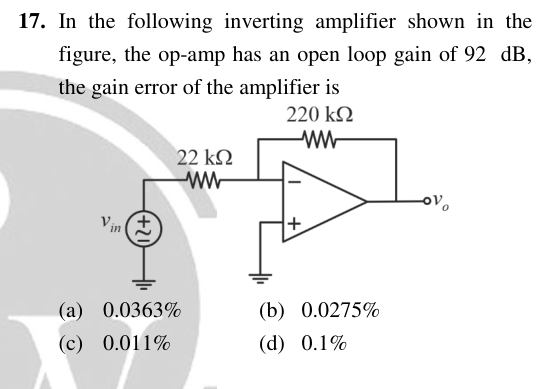 17. In the following inverting amplifier shown in the
figure, the op-amp has an open loop gain of 92 dB,
the gain error of the amplifier is
220 kΩ
22 kΩ
−
v_in
+
~
−
+
v_o
(a) 0.0363% (b) 0.0275%
(c) 0.011% (d) 0.1%